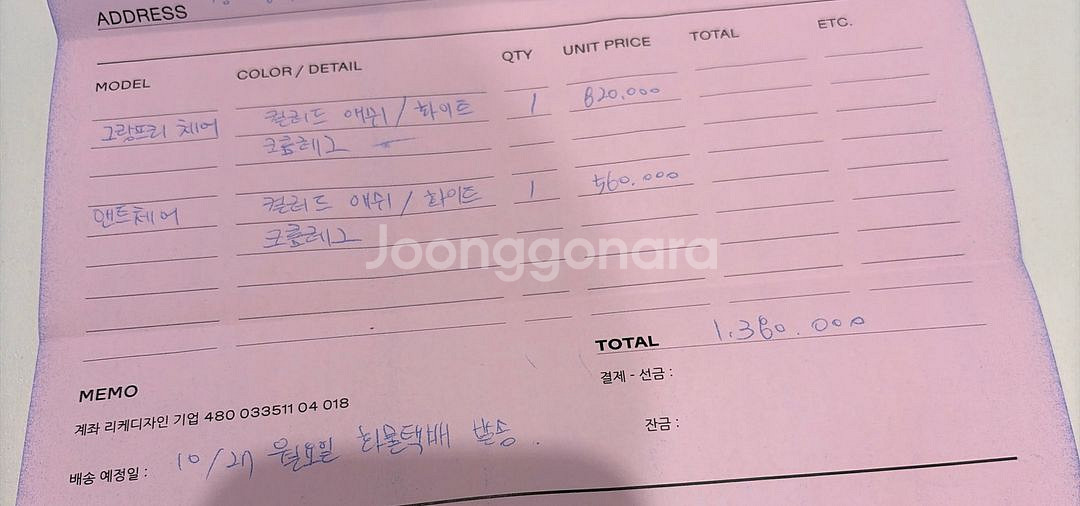 ADDRESS
MODEL COLOR / DETAIL QTY UNIT PRICE TOTAL ETC.
그랑프리 체어 컬러드 애쉬 / 화이트 1 820.000
크롬레그
앤트체어 컬러드 애쉬 / 화이트 1 560.000
크롬레그
Joonggonara
TOTAL 1.380.000
결제 - 선금 :
잔금 :
MEMO
계좌 리케디자인 기업 480 033511 04 018
배송 예정일 : 10/27 월요일 화물택배 발송.